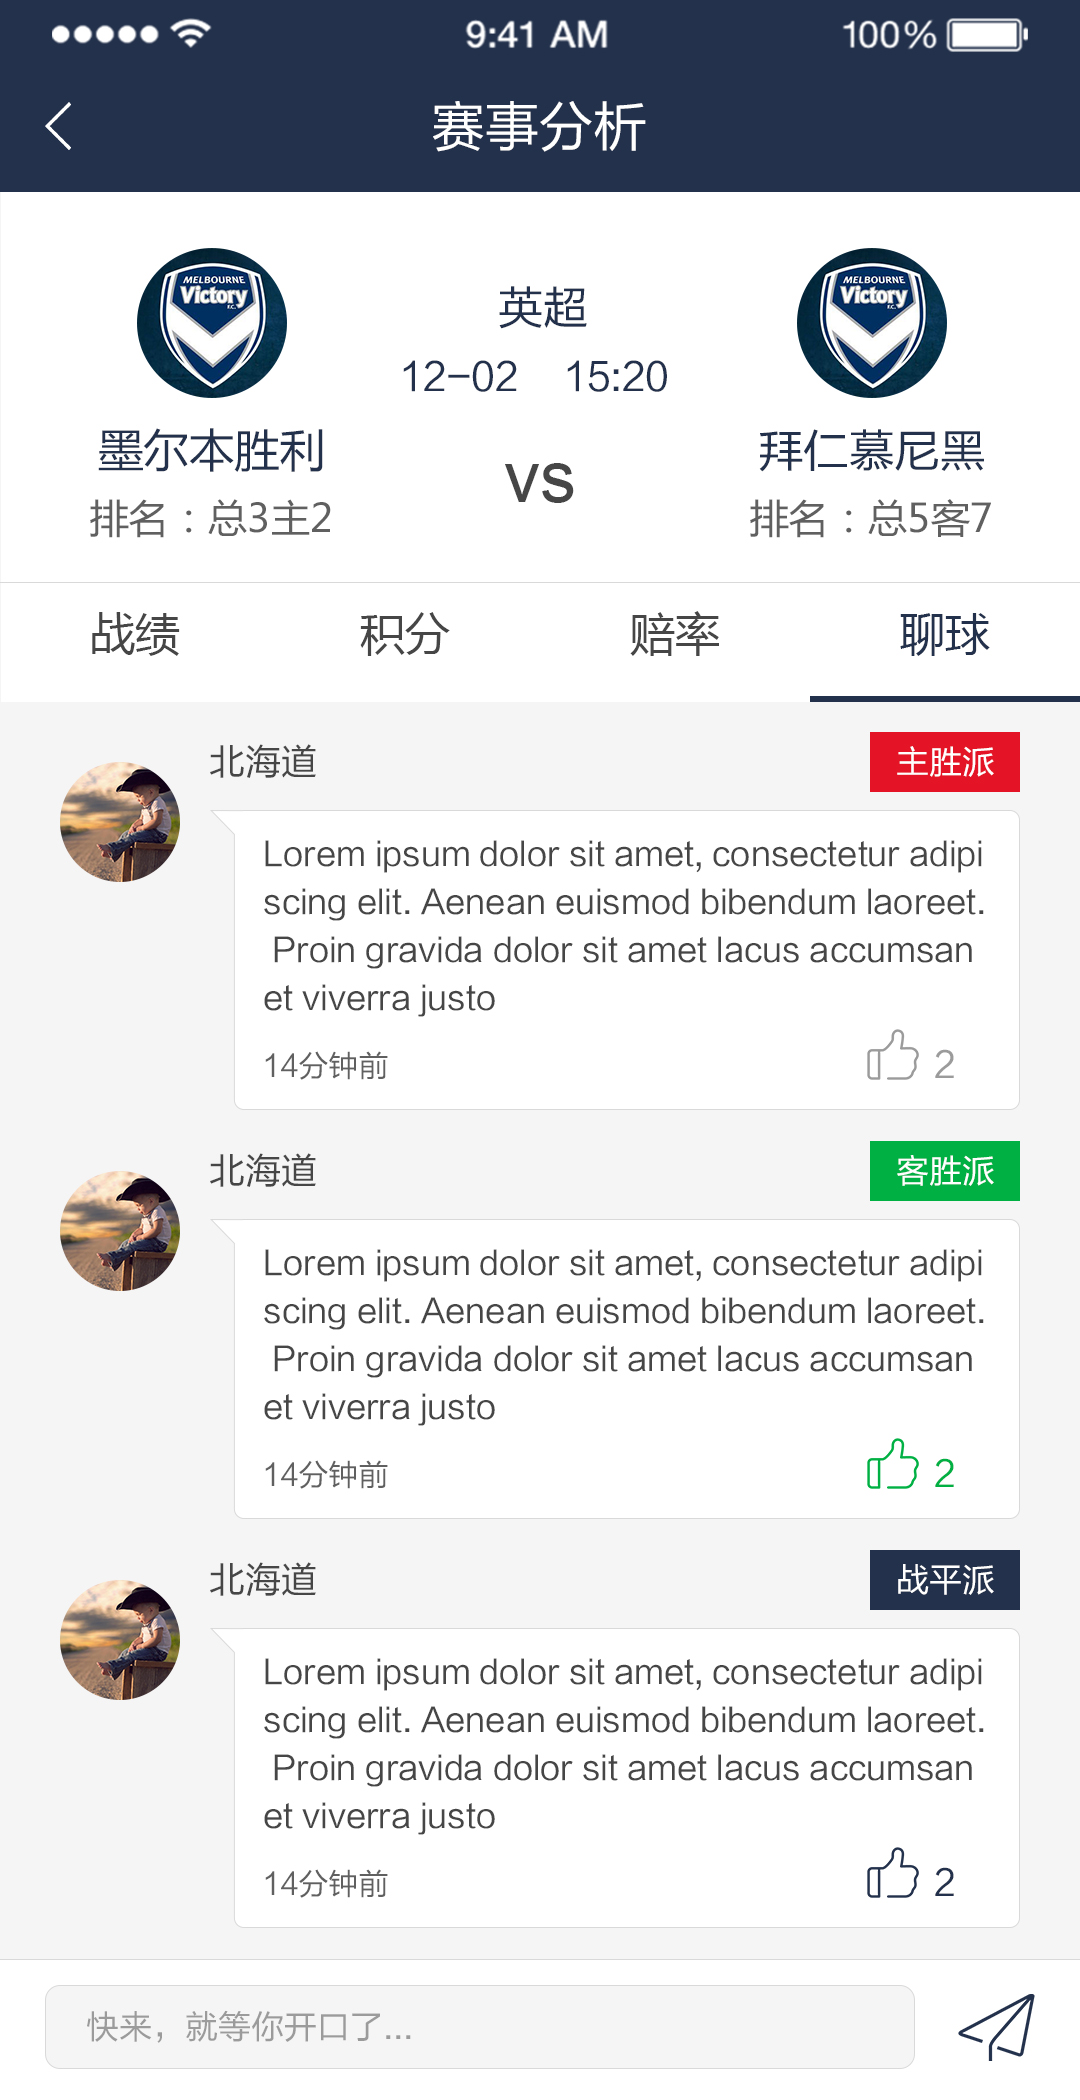 9:41 AM
100%
赛事分析
MELBOURNE
Victory
F.C.
英超
MELBOURNE
Victory
F.C.
12-02 15:20
墨尔本胜利
VS
拜仁慕尼黑
排名：总3主2
排名：总5客7
战绩
积分
赔率
聊球
北海道
主胜派
Lorem ipsum dolor sit amet, consectetur adipi
scing elit. Aenean euismod bibendum laoreet.
Proin gravida dolor sit amet lacus accumsan
et viverra justo
14分钟前
2
北海道
客胜派
Lorem ipsum dolor sit amet, consectetur adipi
scing elit. Aenean euismod bibendum laoreet.
Proin gravida dolor sit amet lacus accumsan
et viverra justo
14分钟前
2
北海道
战平派
Lorem ipsum dolor sit amet, consectetur adipi
scing elit. Aenean euismod bibendum laoreet.
Proin gravida dolor sit amet lacus accumsan
et viverra justo
14分钟前
2
快来，就等你开口了...